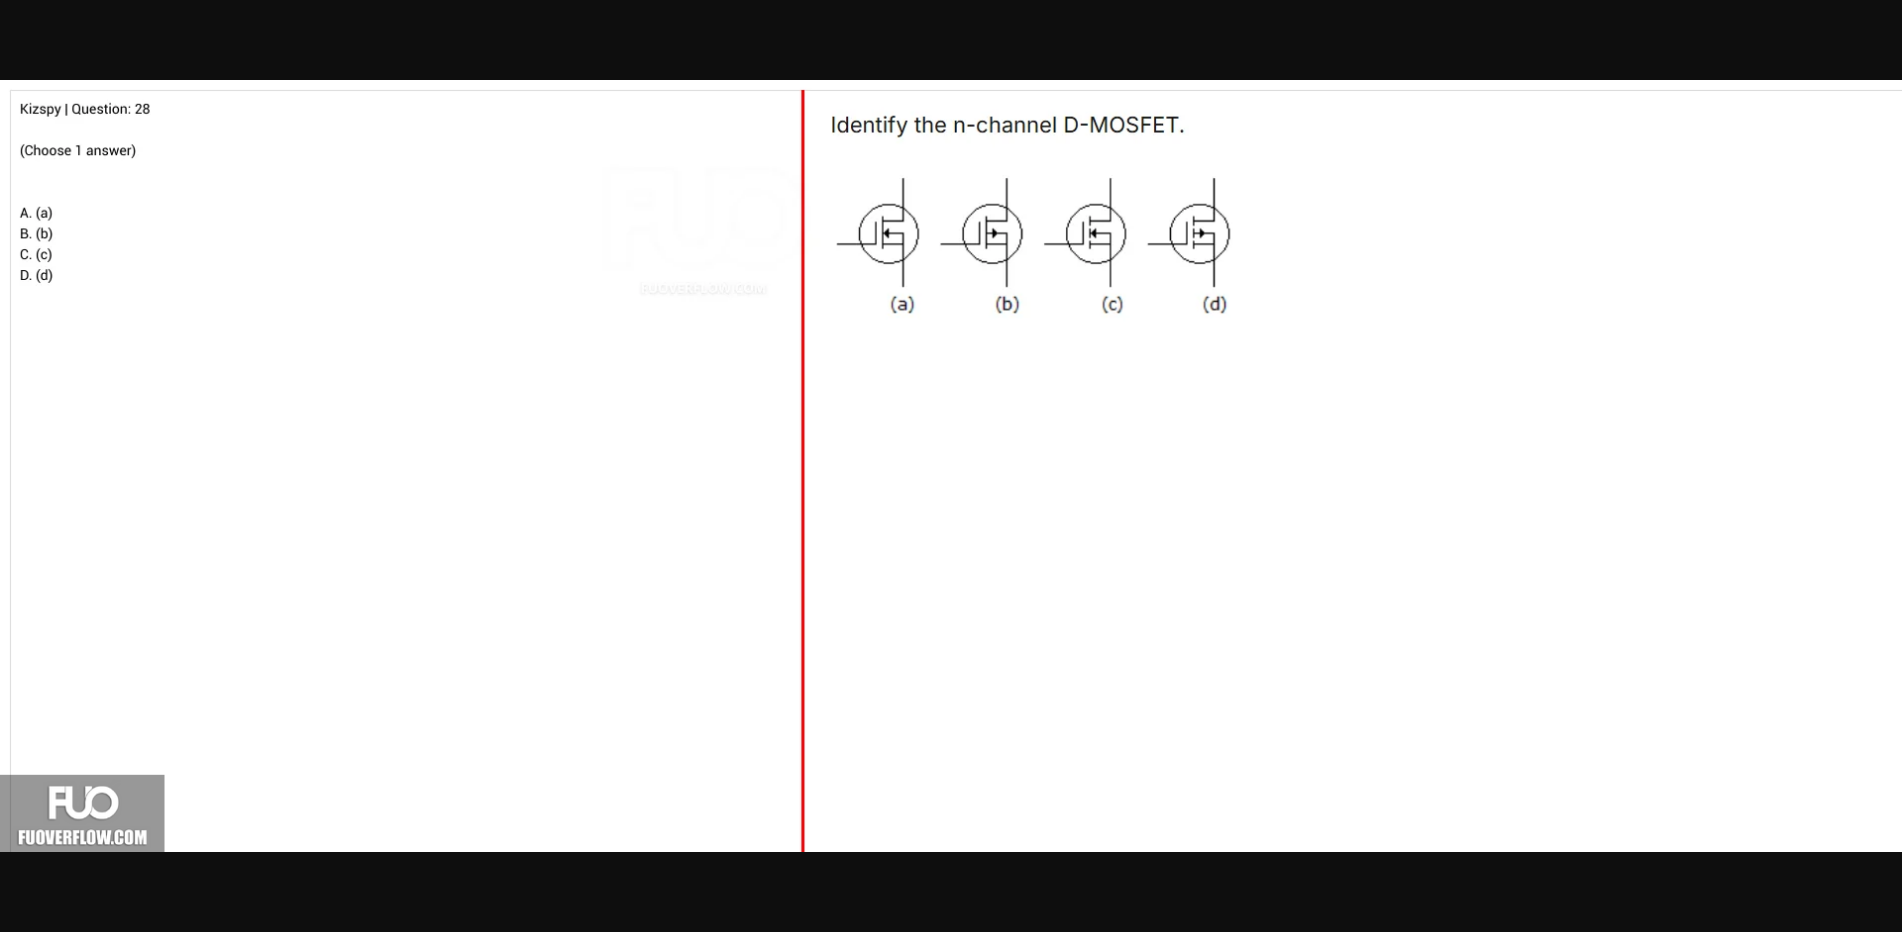 Kizspy | Question: 28
(Choose 1 answer)
A. (a)
B. (b)
C. (c)
D. (d)
FUO
FUOVERFLOW.COM
Identify the n-channel D-MOSFET.
(a) (b) (c) (d)
FUO
FUOVERFLOW.COM